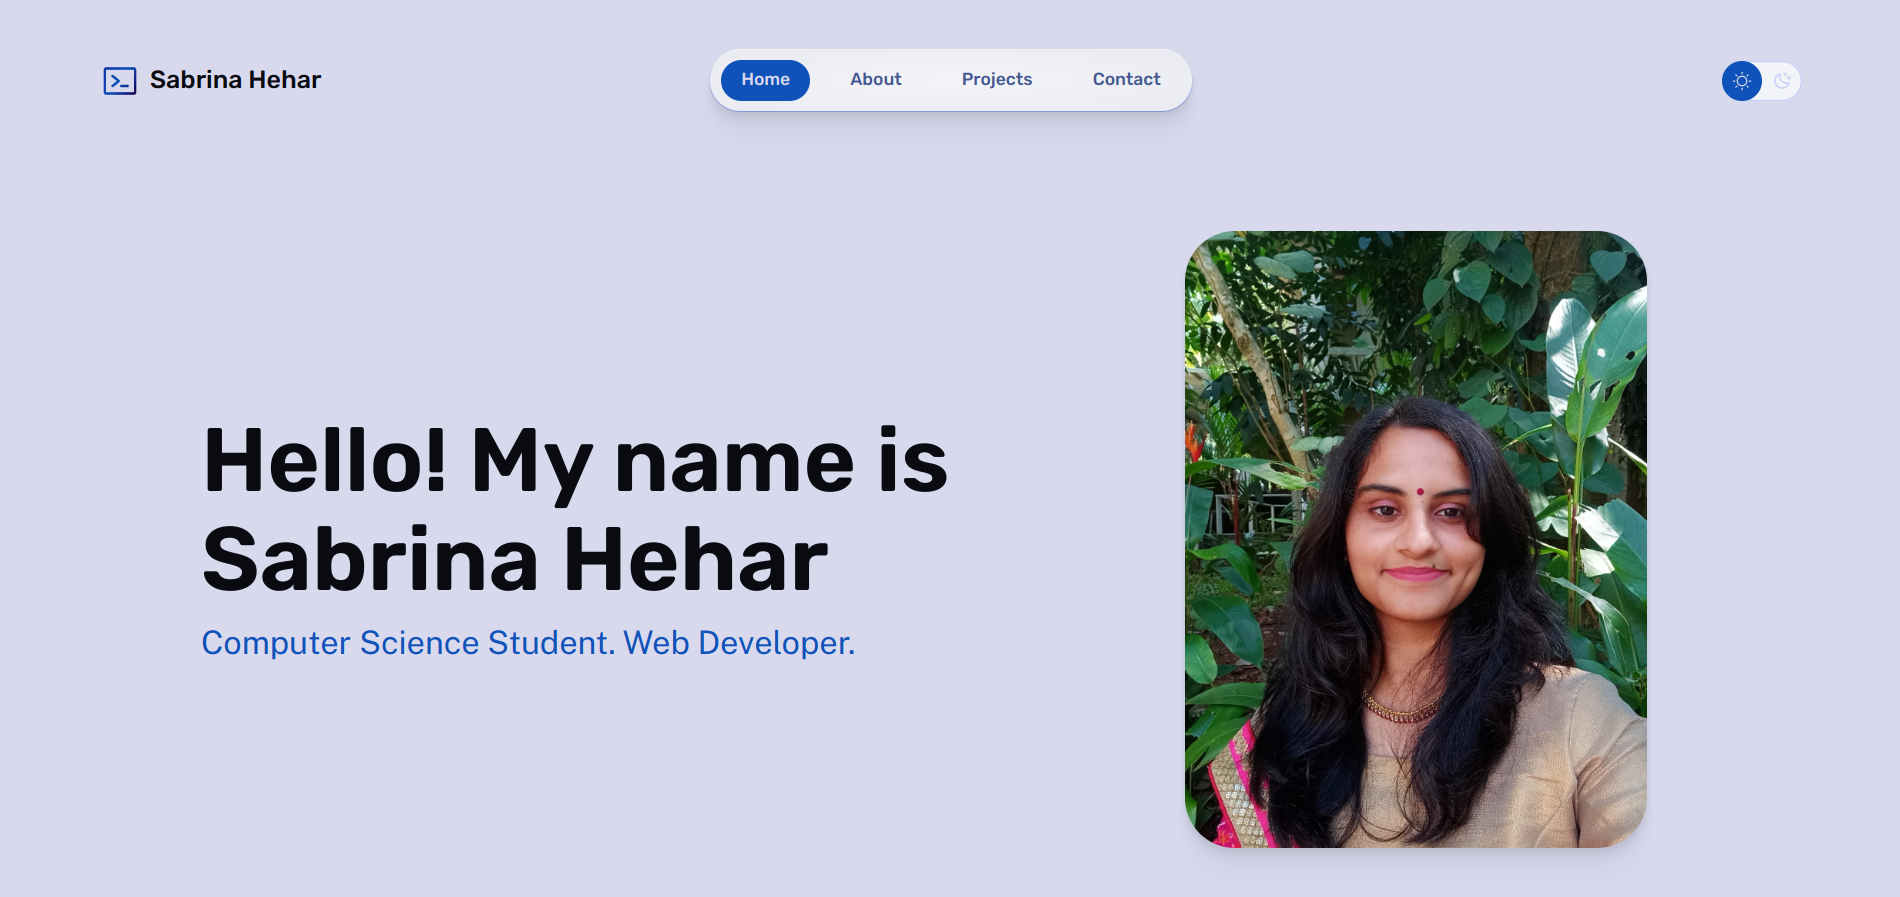 Sabrina Hehar
Home About Projects Contact
Hello! My name is
Sabrina Hehar
Computer Science Student. Web Developer.